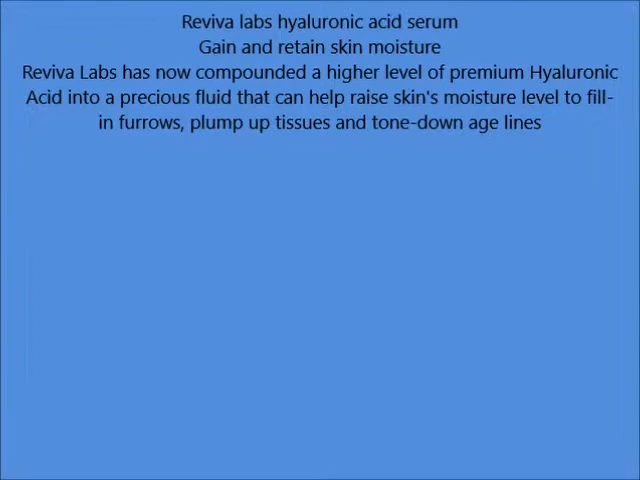 Reviva labs hyaluronic acid serum
Gain and retain skin moisture
Reviva Labs has now compounded a higher level of premium Hyaluronic
Acid into a precious fluid that can help raise skin's moisture level to fill-
in furrows, plump up tissues and tone-down age lines